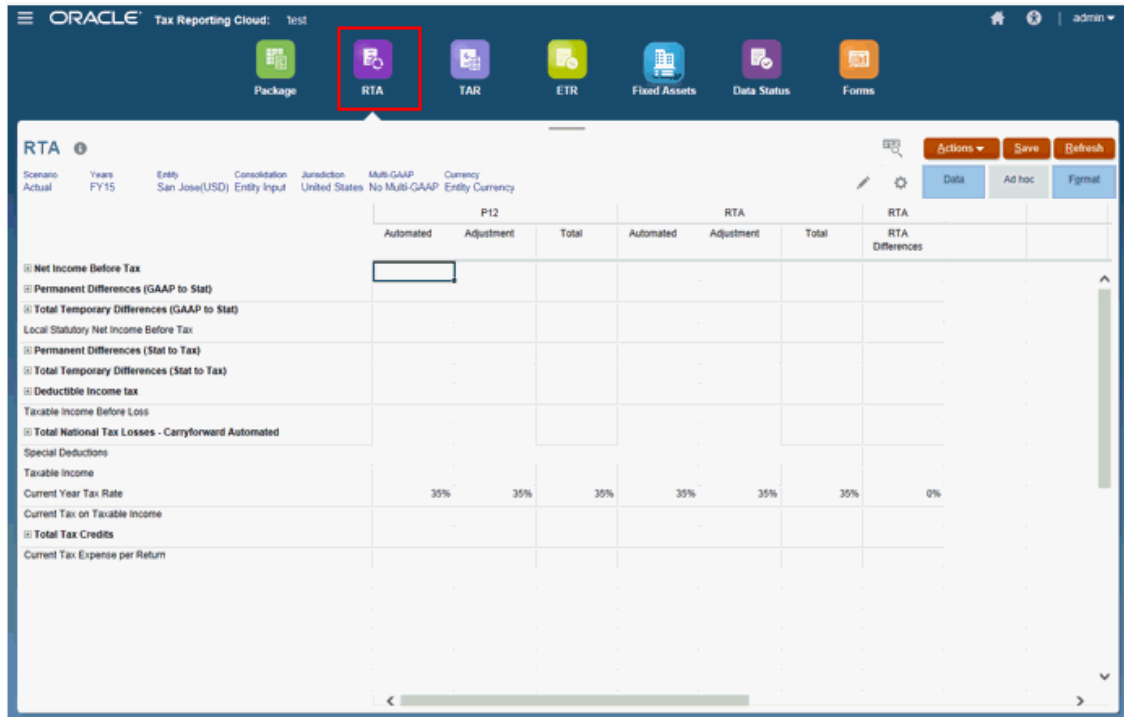 ORACLE® Tax Reporting Cloud: test admin
Package RTA TAR ETR Fixed Assets Data Status Forms
RTA
Actions Save Refresh
Scenario Years Entity Consolidation Jurisdiction Multi-GAAP Currency
Actual FY15 San Jose(USD) Entity Input United States No Multi-GAAP Entity Currency
Data Ad hoc Format
P12 RTA RTA
Automated Adjustment Total Automated Adjustment Total RTA Differences
Net Income Before Tax
Permanent Differences (GAAP to Stat)
Total Temporary Differences (GAAP to Stat)
Local Statutory Net Income Before Tax
Permanent Differences (Stat to Tax)
Total Temporary Differences (Stat to Tax)
Deductible Income tax
Taxable Income Before Loss
Total National Tax Losses - Carryforward Automated
Special Deductions
Taxable Income
Current Year Tax Rate 35% 35% 35% 35% 35% 35% 0%
Current Tax on Taxable Income
Total Tax Credits
Current Tax Expense per Return